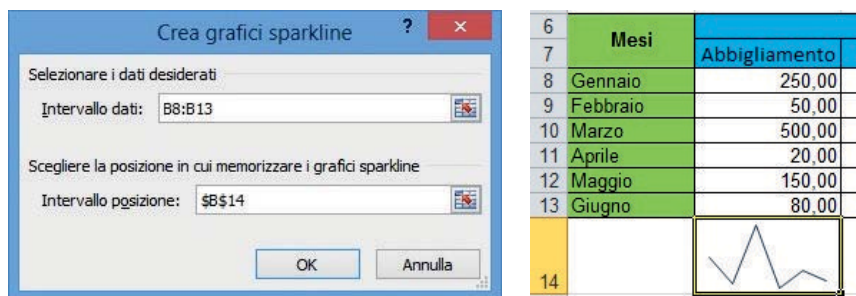 Crea grafici sparkline ? ×
Selezionare i dati desiderati
Intervallo dati: B8:B13
Scegliere la posizione in cui memorizzare i grafici sparkline
Intervallo posizione: $B$14
OK Annulla
6
Mesi
7 Abbigliamento
8 Gennaio 250,00
9 Febbraio 50,00
10 Marzo 500,00
11 Aprile 20,00
12 Maggio 150,00
13 Giugno 80,00
14